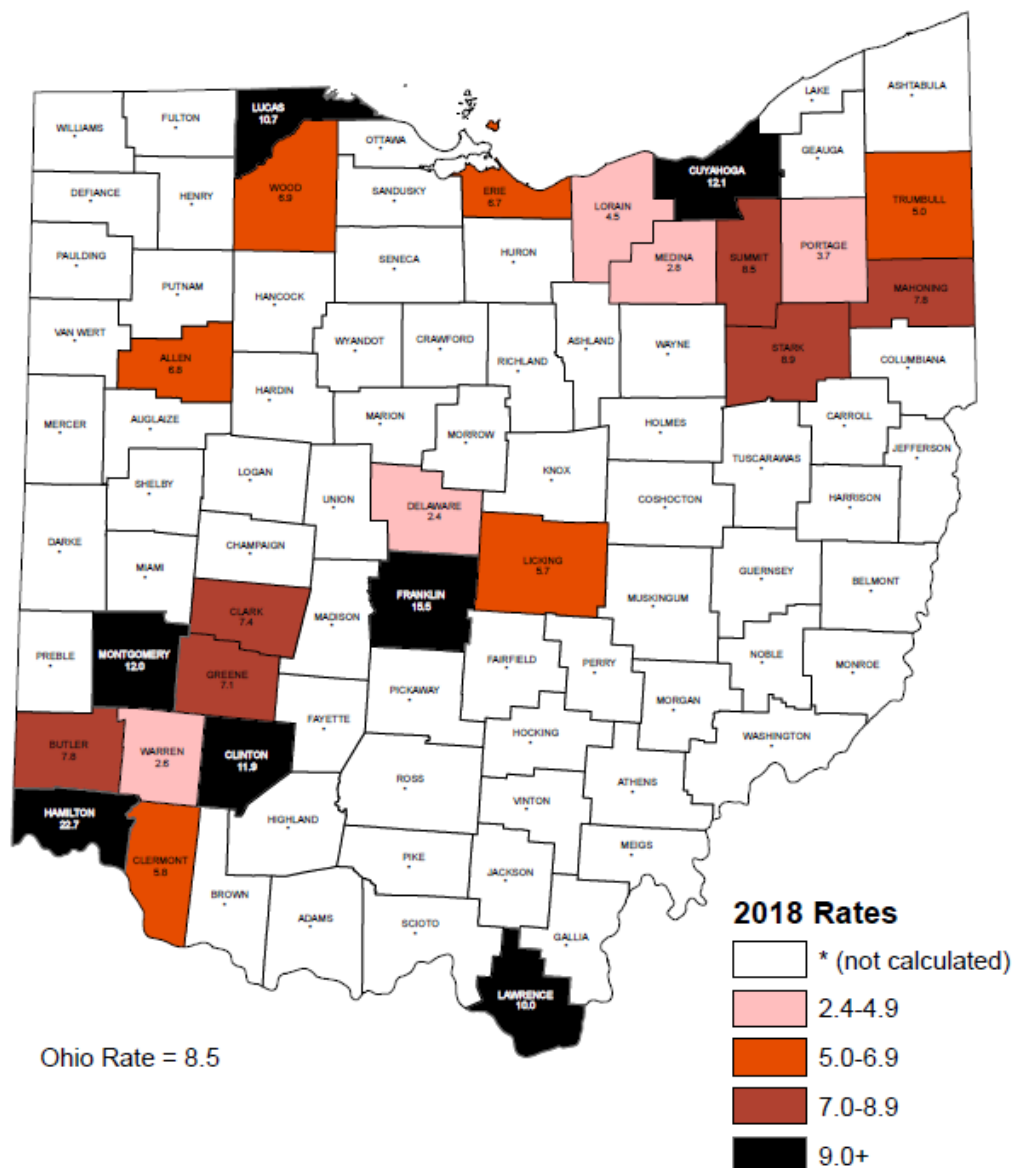 ASHTABULA
*
LAKE
*
LUCAS
10.7
FULTON
*
WILLIAMS
*
OTTAWA
*
GEAUGA
*
CUYAHOGA
12.1
WOOD
6.9
ERIE
6.7
SANDUSKY
*
DEFIANCE
*
HENRY
*
LORAIN
4.5
TRUMBULL
5.0
PAULDING
*
SENECA
*
HURON
*
MEDINA
2.8
SUMMIT
8.5
PORTAGE
3.7
PUTNAM
*
HANCOCK
*
MAHONING
7.8
VAN WERT
*
WYANDOT
*
CRAWFORD
*
RICHLAND
*
ASHLAND
*
WAYNE
*
STARK
8.9
COLUMBIANA
*
ALLEN
6.8
HARDIN
*
MERCER
*
AUGLAIZE
*
MARION
*
MORROW
*
HOLMES
*
CARROLL
*
JEFFERSON
*
TUSCARAWAS
*
LOGAN
*
KNOX
*
SHELBY
*
UNION
*
DELAWARE
2.4
COSHOCTON
*
HARRISON
*
DARKE
*
CHAMPAIGN
*
MIAMI
*
LICKING
5.7
GUERNSEY
*
BELMONT
*
FRANKLIN
CLARK
7.4
MADISON
*
MUSKINGUM
*
PREBLE
*
MONTGOMERY
12.0
GREENE
7.1
FAIRFIELD
*
PERRY
*
NOBLE
*
MONROE
*
PICKAWAY
*
MORGAN
*
FAYETTE
*
HOCKING
*
WASHINGTON
*
BUTLER
7.8
WARREN
2.6
CLINTON
11.9
ROSS
*
ATHENS
*
VINTON
*
HAMILTON
22.7
HIGHLAND
*
MEIGS
*
CLERMONT
5.8
PIKE
*
JACKSON
*
BROWN
*
ADAMS
*
SCIOTO
*
GALLIA
*
LAWRENCE
10.0
Ohio Rate = 8.5
2018 Rates
* (not calculated)
2.4-4.9
5.0-6.9
7.0-8.9
9.0+